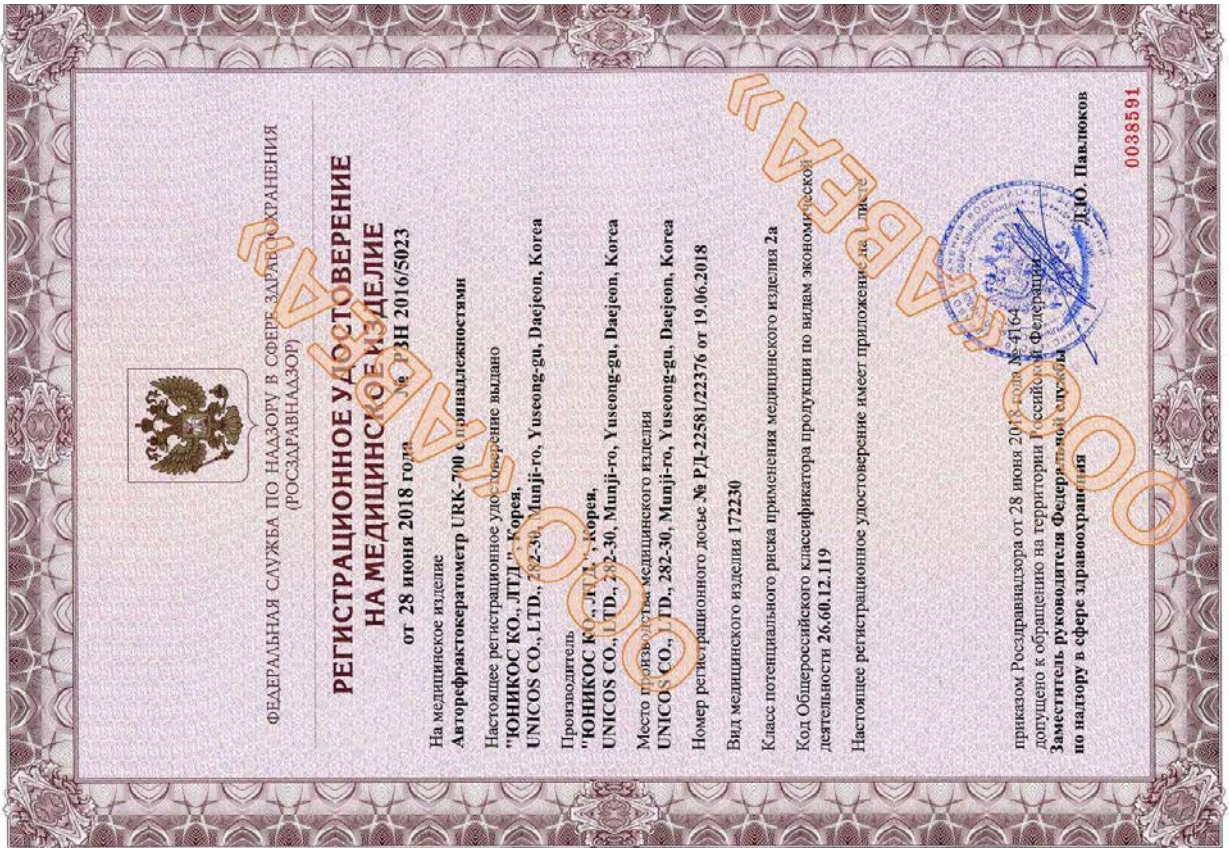 ФЕДЕРАЛЬНАЯ СЛУЖБА ПО НАДЗОРУ В СФЕРЕ ЗДРАВООХРАНЕНИЯ
(РОСЗДРАВНАДЗОР)
РЕГИСТРАЦИОННОЕ УДОСТОВЕРЕНИЕ
НА МЕДИЦИНСКОЕ ИЗДЕЛИЕ
от 28 июня 2018 года № РЗН 2016/5023
На медицинское изделие
Авторефрактокератометр URK-700 с принадлежностями
Настоящее регистрационное удостоверение выдано
"ЮНИКОС КО., ЛТД.", Корея,
UNICOS CO., LTD., 282-30, Munji-ro, Yuseong-gu, Daejeon, Korea
Производитель
"ЮНИКОС КО., ЛТД.", Корея,
UNICOS CO., LTD., 282-30, Munji-ro, Yuseong-gu, Daejeon, Korea
Место производства медицинского изделия
UNICOS CO., LTD., 282-30, Munji-ro, Yuseong-gu, Daejeon, Korea
Номер регистрационного досье № РД-22581/22376 от 19.06.2018
Вид медицинского изделия 172230
Класс потенциального риска применения медицинского изделия 2а
Код Общероссийского классификатора продукции по видам экономической
деятельности 26.60.12.119
Настоящее регистрационное удостоверение имеет приложение на 1 листе
приказом Росздравнадзора от 28 июня 2018 года № 4164
допущено к обращению на территории Российской Федерации.
Заместитель руководителя Федеральной службы
по надзору в сфере здравоохранения
Д.Ю. Павлюков
0038591
ООО «АВЕА»
ООО «АВЕА»